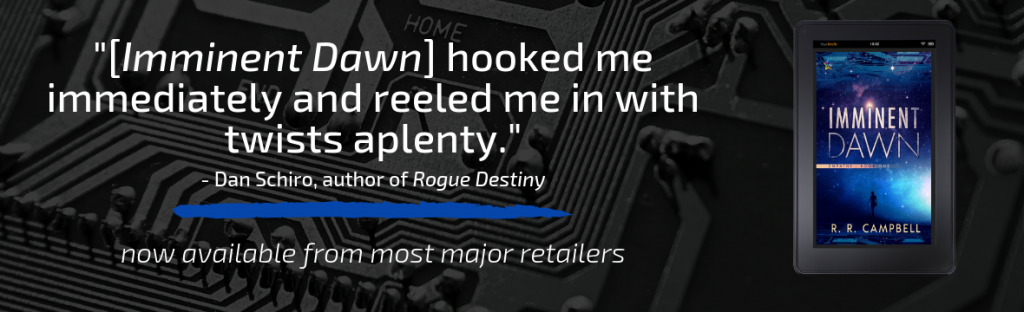 "[Imminent Dawn] hooked me
immediately and reeled me in with
twists aplenty."
- Dan Schiro, author of Rogue Destiny
now available from most major retailers
HOME
END
IMMINENT
DAWN
R. R. CAMPBELL